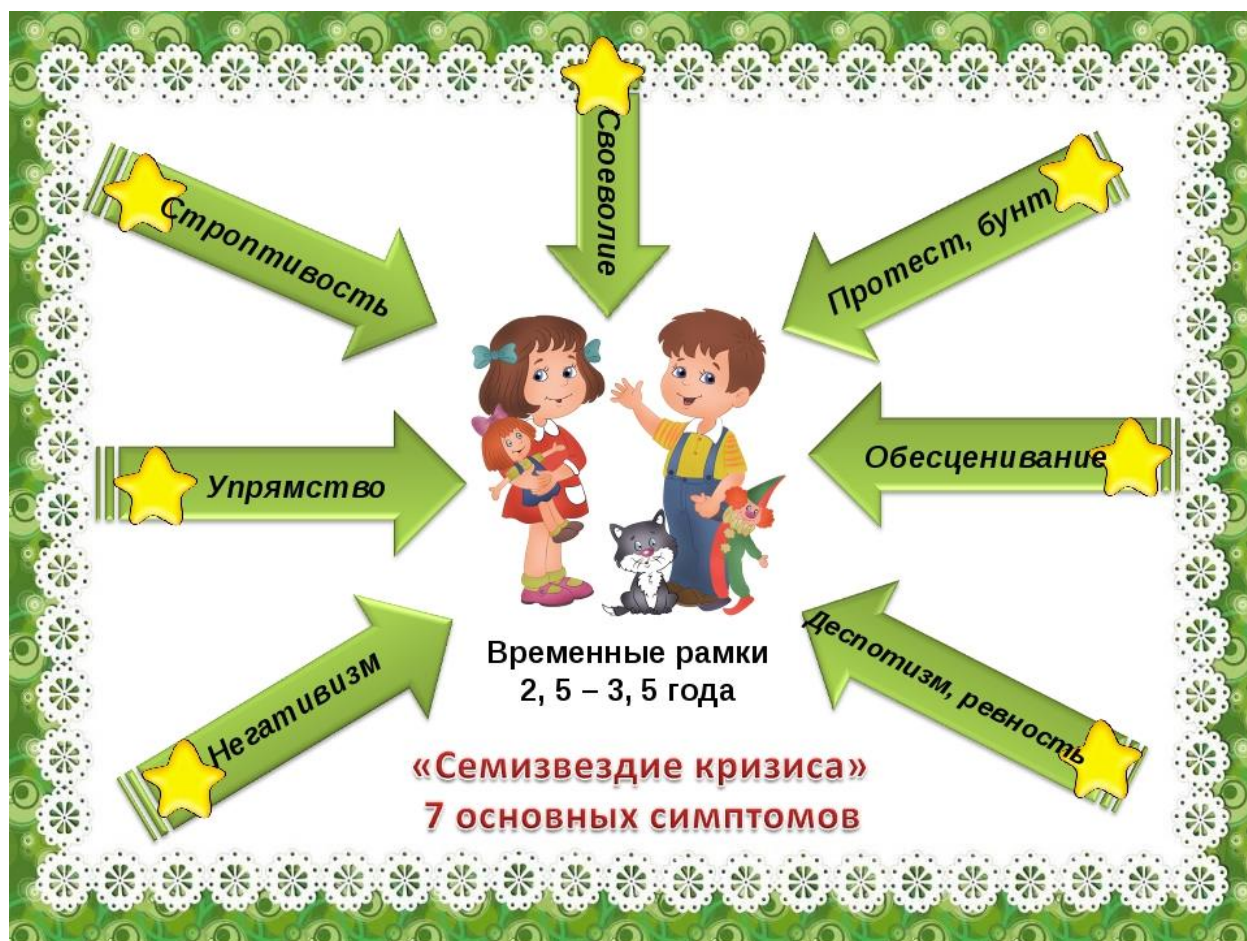 Своеволие
Строптивость
Протест, бунт
Упрямство
Обесценивание
Негативизм
Деспотизм, ревность
Временные рамки
2, 5 – 3, 5 года
«Семизвездие кризиса»
7 основных симптомов